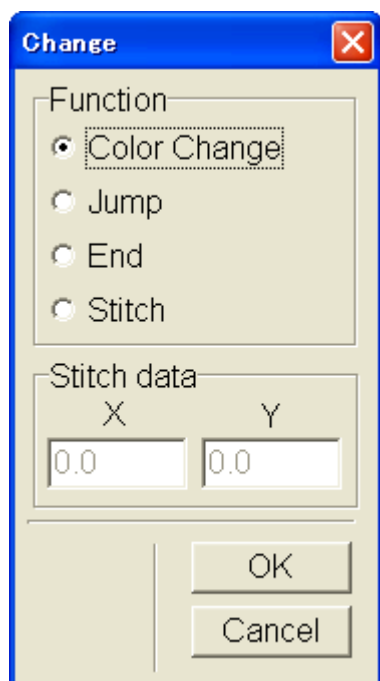 Change
Function
Color Change
Jump
End
Stitch
Stitch data
X Y
0.0 0.0
OK
Cancel